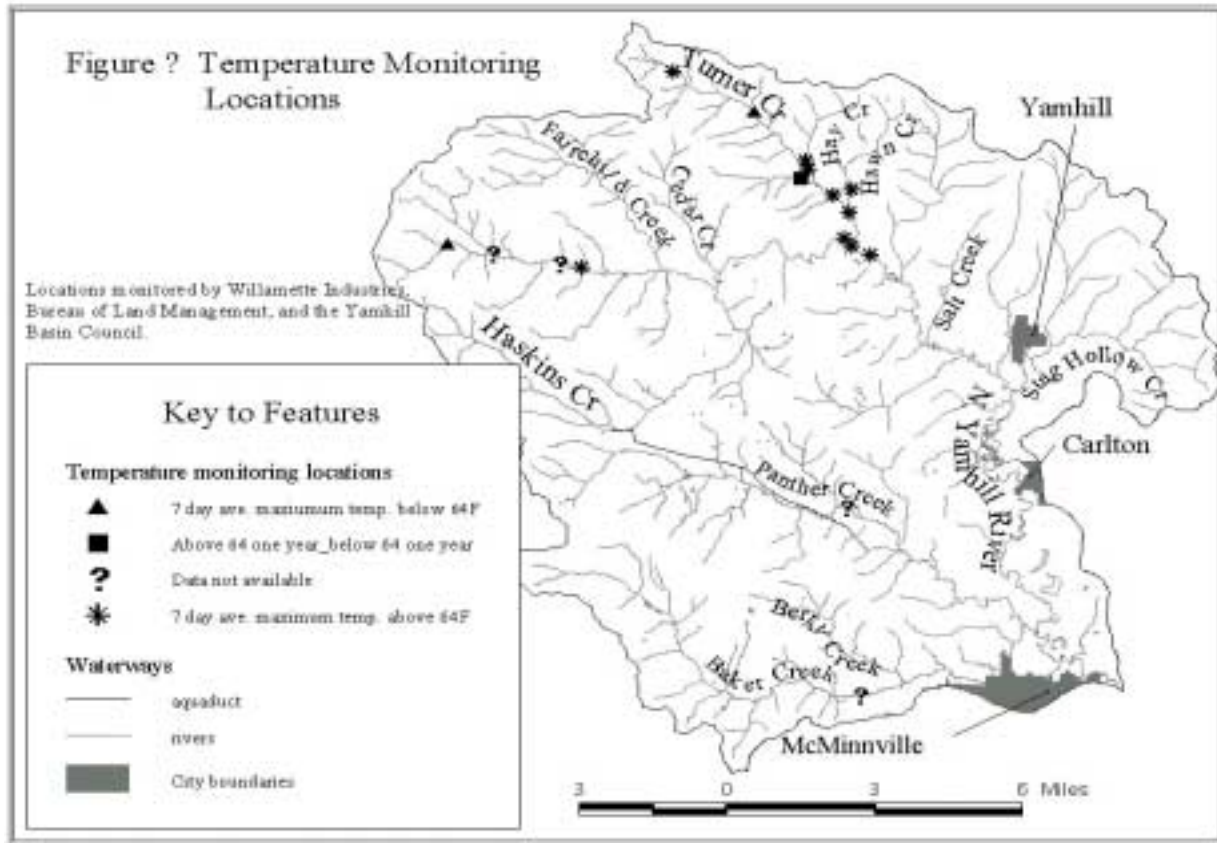 Figure ? Temperature Monitoring
Locations
Turner Cr
Hay Cr
Hawn Cr
Yamhill
Fairchild Creek
Cedar Cr
Locations monitored by Willamette Industries,
Bureau of Land Management, and the Yamhill
Basin Council.
Salt Creek
Haskins Cr
Hollow Cr
N Yamhill River
Carlton
Panther Creek
Creek
Baker Creek
McMinnville
Key to Features
Temperature monitoring locations
7 day ave. maxiumum temp. below 64F
Above 64 one year_below 64 one year
? Data not available
7 day ave. maximum temp. above 64F
Waterways
aquaduct
rivers
City boundaries
3 0 3 6 Miles